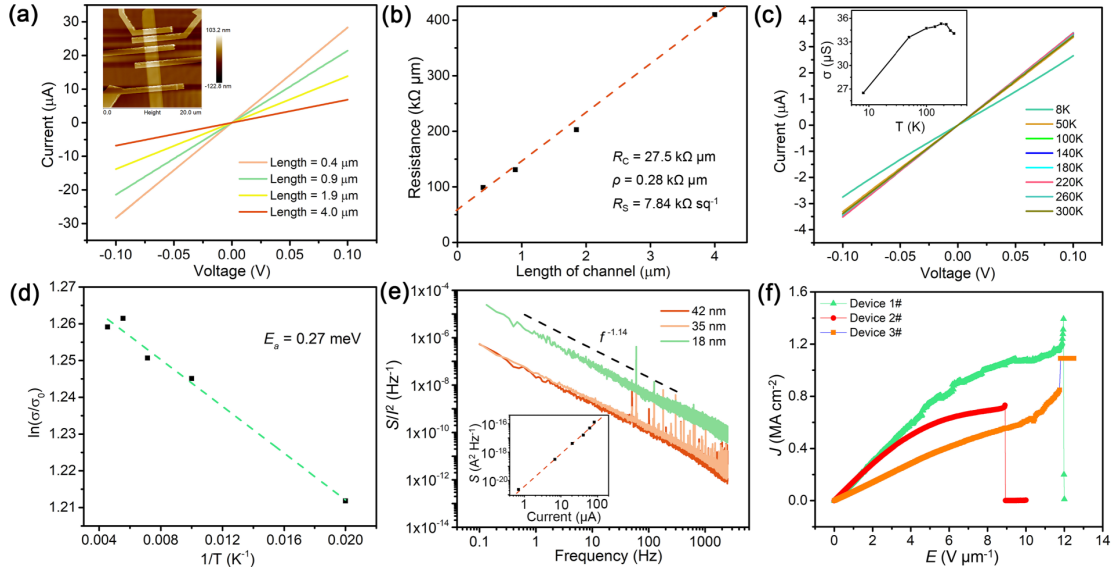 (a)
30
20
10
0
-10
-20
-30
Current (μA)
-0.10
-0.05
0.00
0.05
0.10
Voltage (V)
103.2 nm
-122.8 nm
0.0
Height
20.0 um
Length = 0.4 μm
Length = 0.9 μm
Length = 1.9 μm
Length = 4.0 μm
(b)
400
300
200
100
0
Resistance (kΩ μm)
0
1
2
3
4
Length of channel (μm)
R_C = 27.5 kΩ μm
ρ = 0.28 kΩ μm
R_S = 7.84 kΩ sq⁻¹
(c)
4
3
2
1
0
-1
-2
-3
-4
Current (μA)
-0.10
-0.05
0.00
0.05
0.10
Voltage (V)
36
33
30
27
σ (μS)
10
100
T (K)
8K
50K
100K
140K
180K
220K
260K
300K
(d)
1.27
1.26
1.25
1.24
1.23
1.22
1.21
ln(σ/σ₀)
0.004
0.008
0.012
0.016
0.020
1/T (K⁻¹)
E_a = 0.27 meV
(e)
1x10⁻⁴
1x10⁻⁶
1x10⁻⁸
1x10⁻¹⁰
1x10⁻¹²
1x10⁻¹⁴
S/I² (Hz⁻¹)
0.1
1
10
100
1000
Frequency (Hz)
f⁻¹·¹⁴
42 nm
35 nm
18 nm
10⁻¹⁶
10⁻¹⁸
10⁻²⁰
S (A² Hz⁻¹)
1
10
100
Current (μA)
(f)
1.6
1.2
0.8
0.4
0.0
J (MA cm⁻²)
0
2
4
6
8
10
12
14
E (V μm⁻¹)
Device 1#
Device 2#
Device 3#